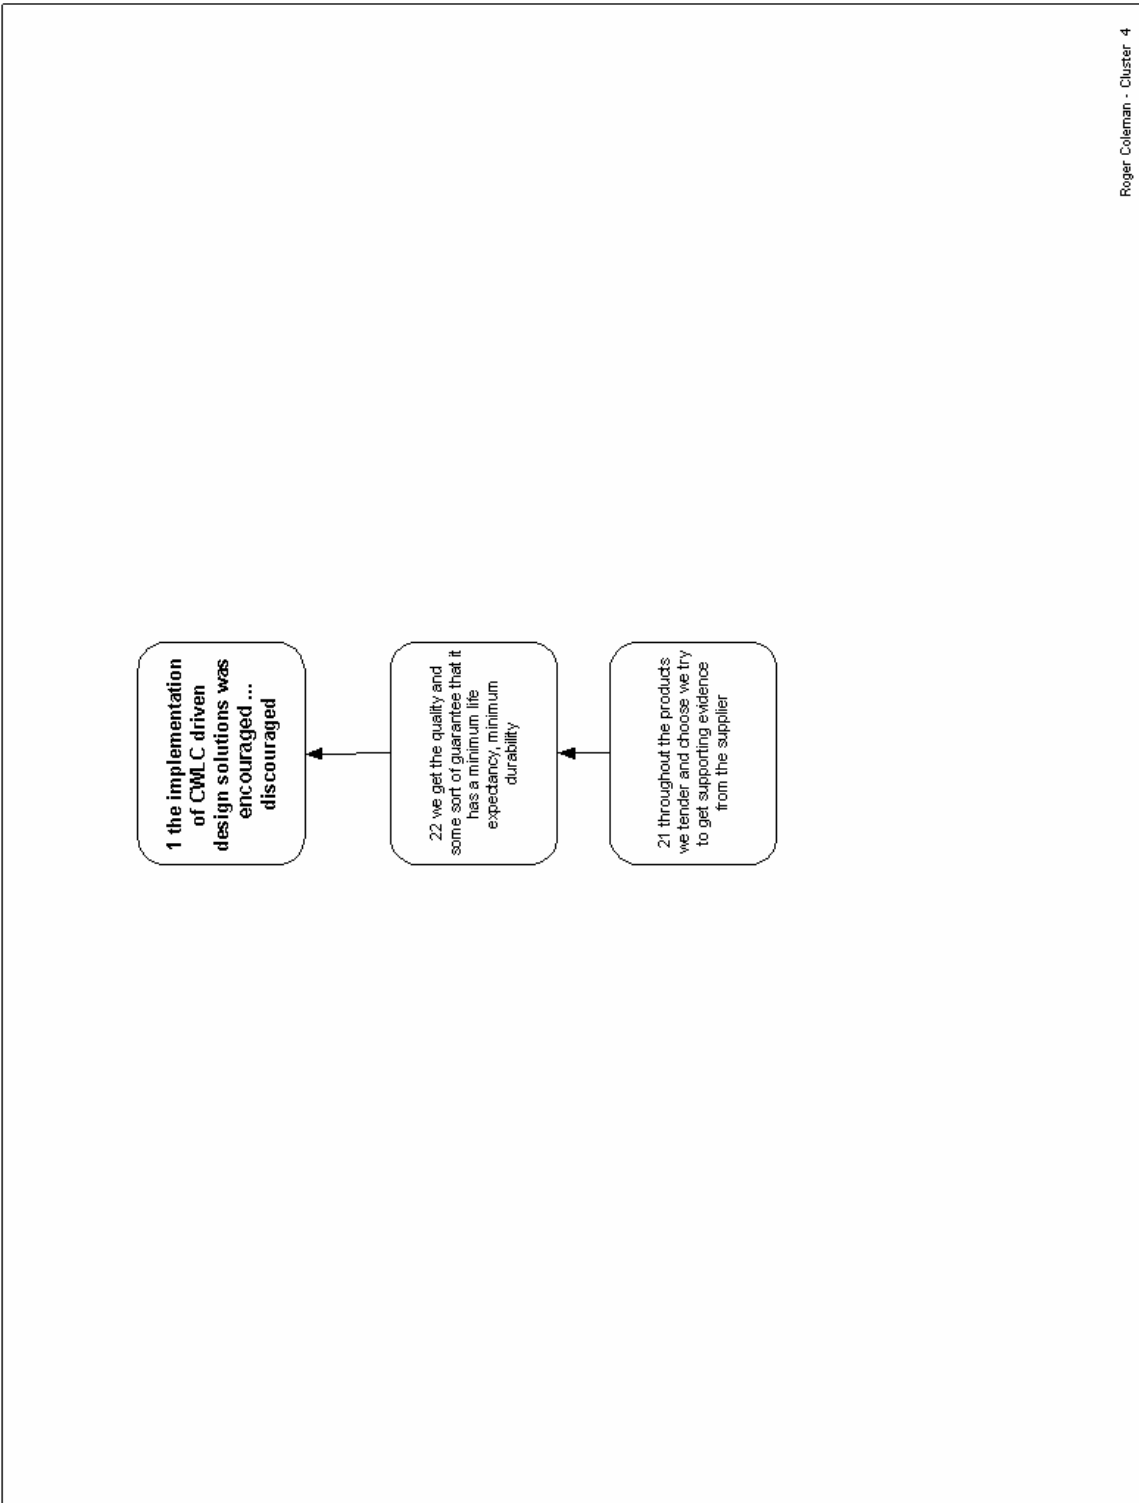 1 the implementation
of CWLC driven
design solutions was
encouraged ...
discouraged
22 we get the quality and
some sort of guarantee that it
has a minimum life
expectancy, minimum
durability
21 throughout the products
we tender and choose we try
to get supporting evidence
from the supplier
Roger Coleman - Cluster 4